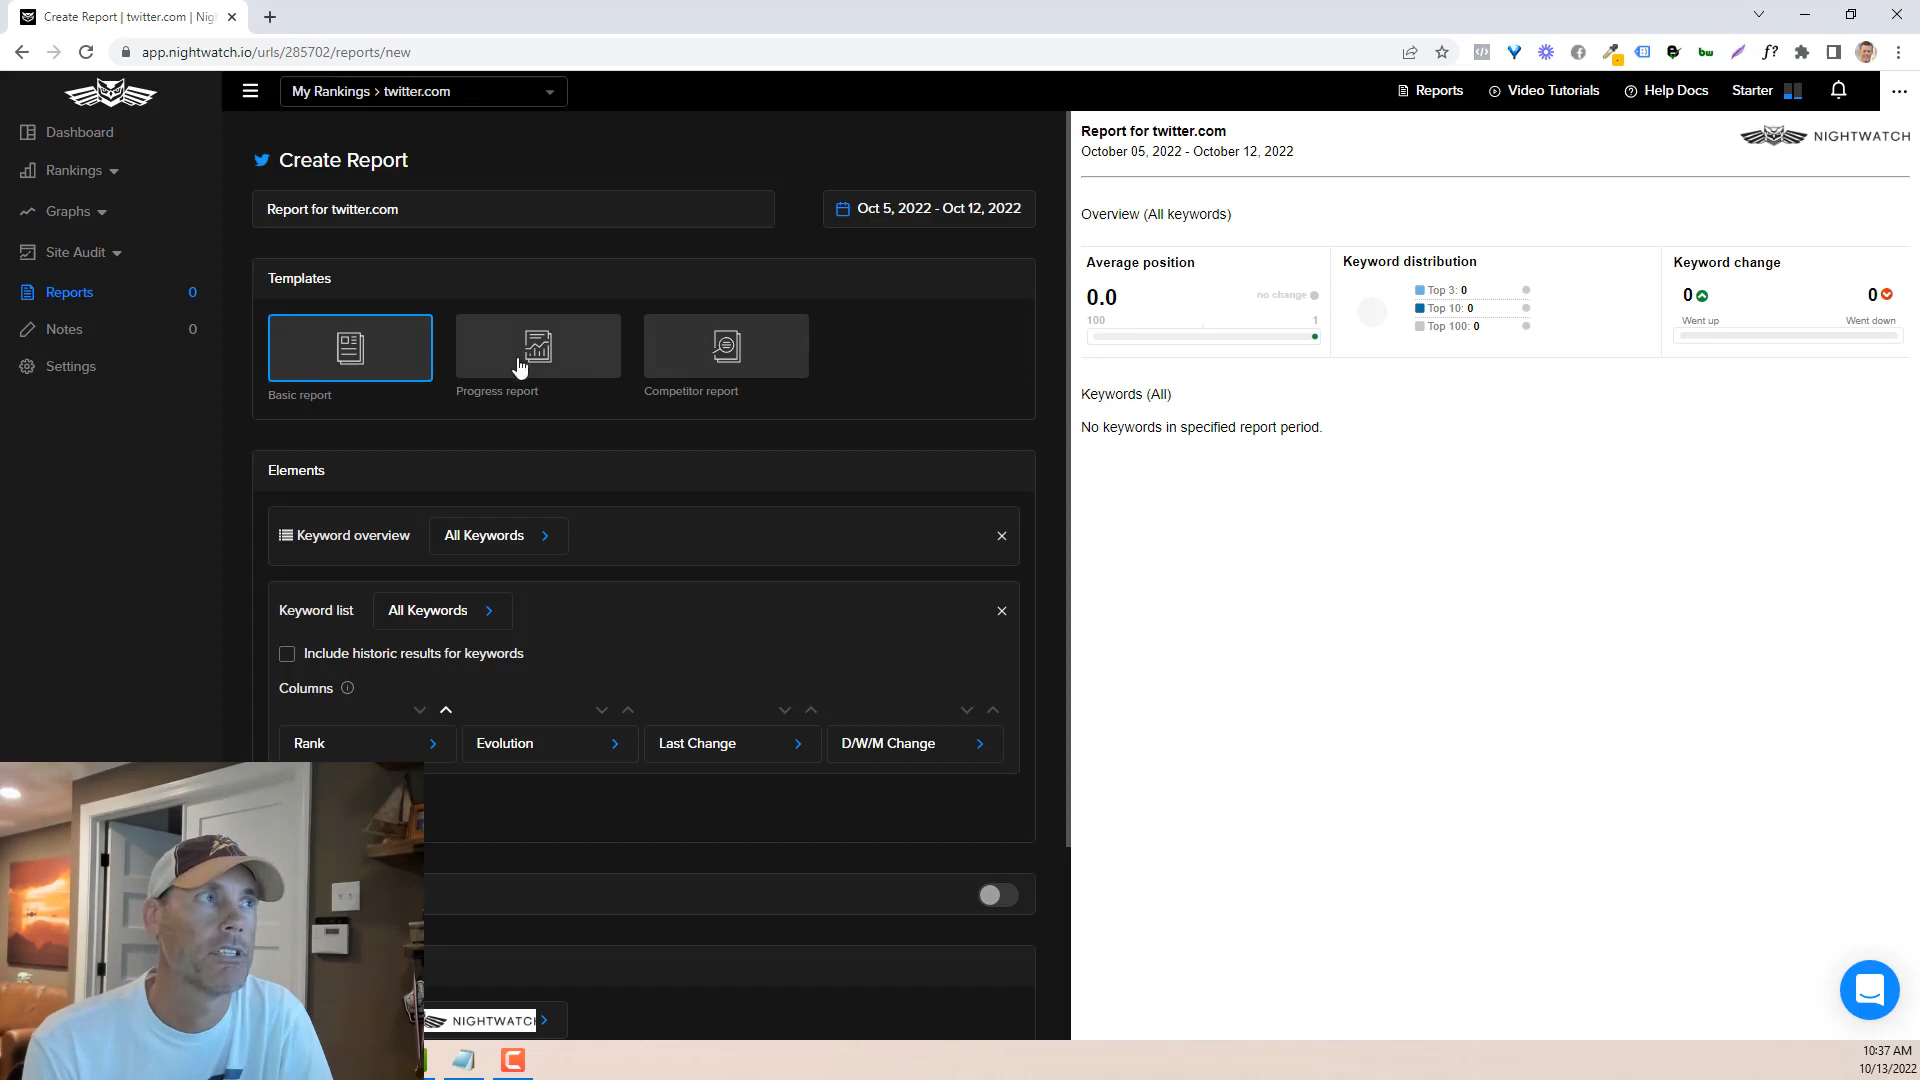 Create Report | twitter.com | Nig
app.nightwatch.io/urls/285702/reports/new
f?
bw
My Rankings > twitter.com
Reports
Video Tutorials
Help Docs
Starter
Dashboard
Rankings
Graphs
Site Audit
Reports 0
Notes 0
Settings
Create Report
Report for twitter.com
Oct 5, 2022 - Oct 12, 2022
Templates
Basic report
Progress report
Competitor report
Elements
Keyword overview
All Keywords
Keyword list
All Keywords
Include historic results for keywords
Columns
Rank
Evolution
Last Change
D/W/M Change
NIGHTWATCH
Report for twitter.com
October 05, 2022 - October 12, 2022
NIGHTWATCH
Overview (All keywords)
Average position
0.0
no change
100 1
Keyword distribution
Top 3: 0
Top 10: 0
Top 100: 0
Keyword change
0 0
Went up Went down
Keywords (All)
No keywords in specified report period.
10:37 AM
10/13/2022